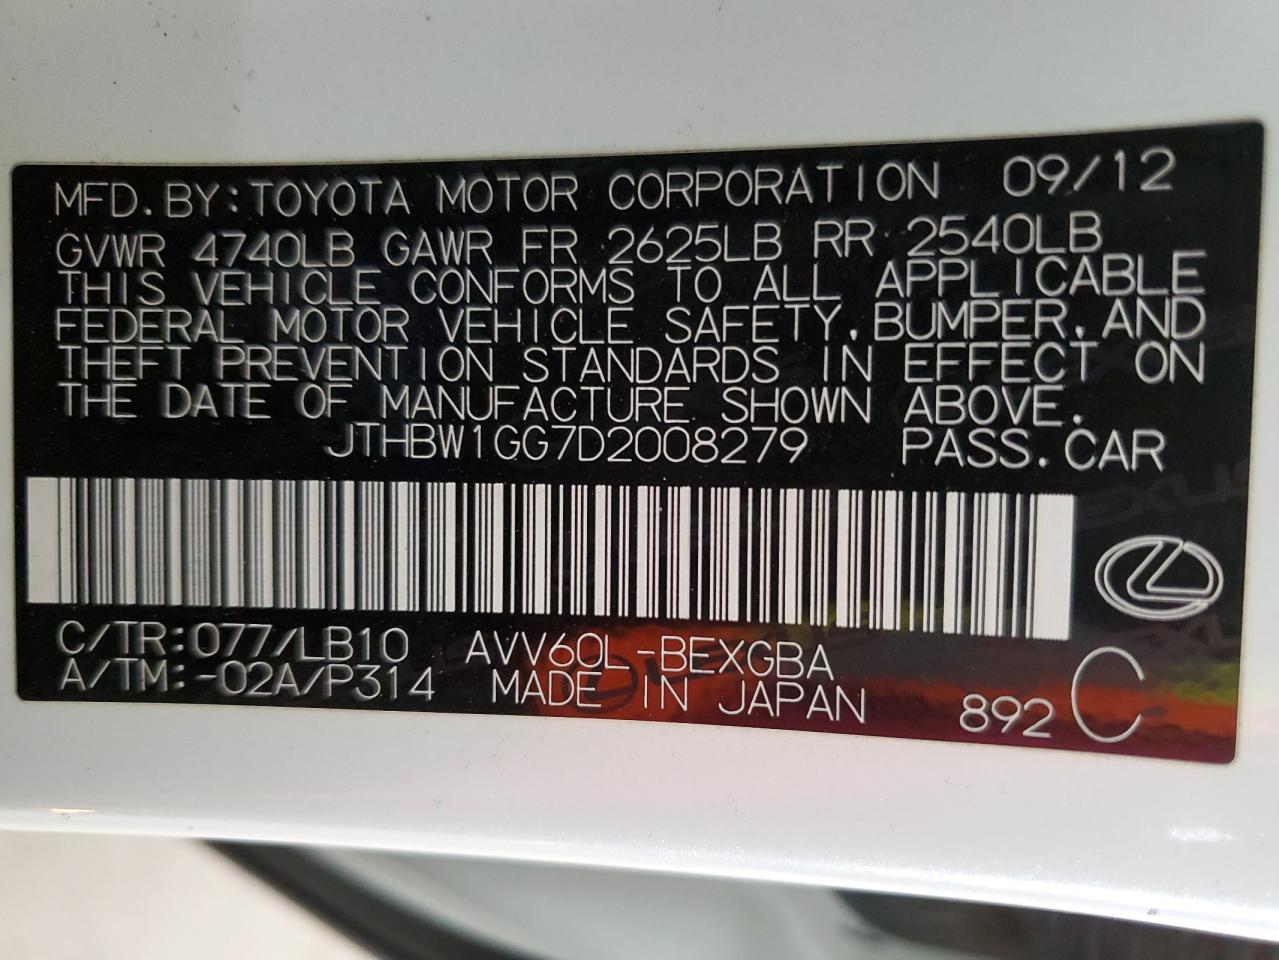 MFD. BY: TOYOTA MOTOR CORPORATION 09/12
GVWR 4740LB GAWR FR 2625LB RR 2540LB
THIS VEHICLE CONFORMS TO ALL APPLICABLE
FEDERAL MOTOR VEHICLE SAFETY, BUMPER, AND
THEFT PREVENTION STANDARDS IN EFFECT ON
THE DATE OF MANUFACTURE SHOWN ABOVE.
JTHBW1GG7D2008279 PASS. CAR
C/TR:077/LB10 AVV60L-BEXGBA
A/TM:-02A/P314 MADE IN JAPAN 892 C